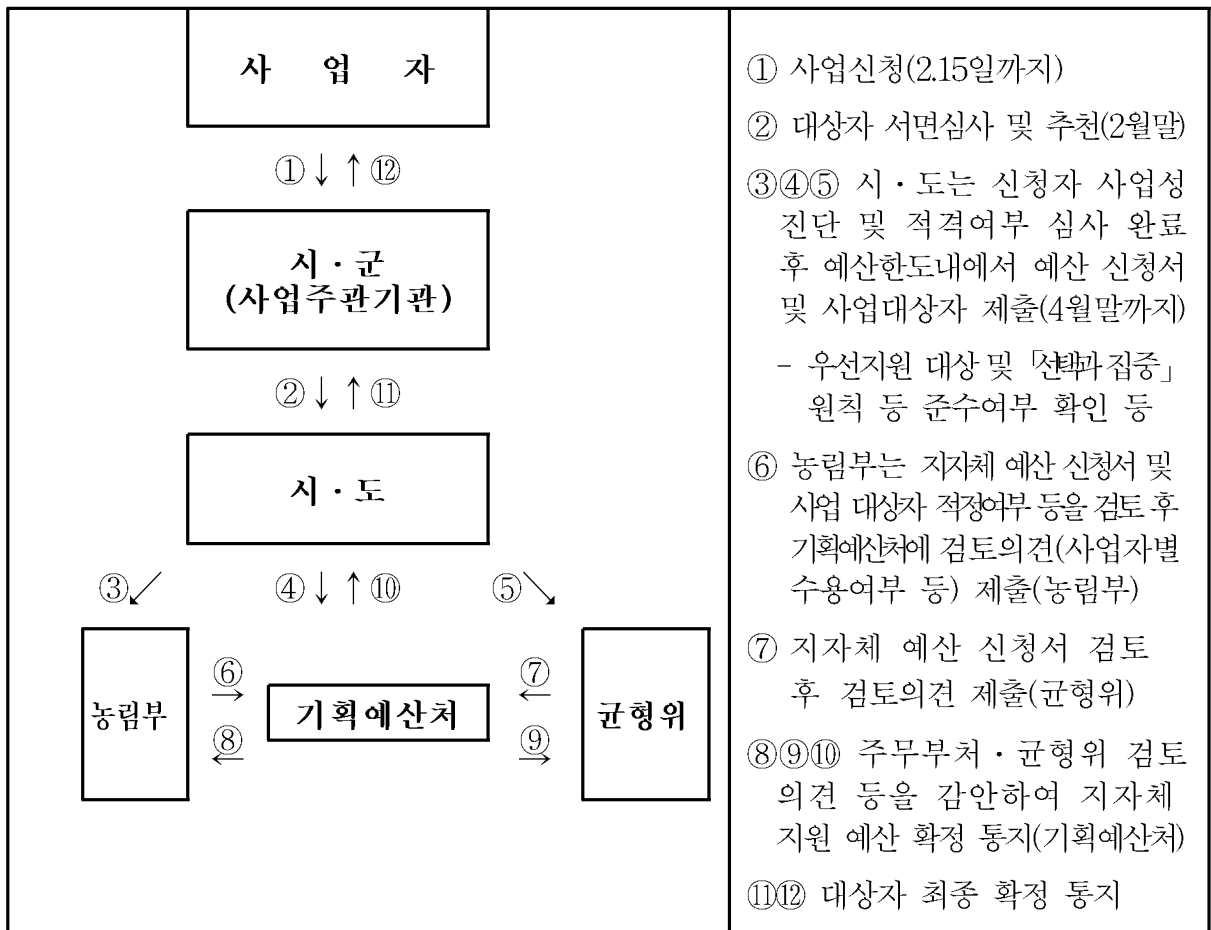 사 업 자
①↓ ↑⑫
시·군
(사업주관기관)
②↓ ↑⑪
시·도
③↙ ④↓ ↑⑩ ⑤↘
농림부
⑥
→
⑧
←
기획예산처
⑦
←
⑨
→
균형위
① 사업신청(2.15일까지)
② 대상자 서면심사 및 추천(2월말)
③④⑤ 시·도는 신청자 사업성
진단 및 적격여부 심사 완료
후 예산한도내에서 예산 신청서
및 사업대상자 제출(4월말까지)
- 우선지원 대상 및 「선택과 집중」
원칙 등 준수여부 확인 등
⑥ 농림부는 지자체 예산 신청서 및
사업 대상자 적정여부 등을 검토 후
기획예산처에 검토의견(사업자별
수용여부 등) 제출(농림부)
⑦ 지자체 예산 신청서 검토
후 검토의견 제출(균형위)
⑧⑨⑩ 주무부처·균형위 검토
의견 등을 감안하여 지자체
지원 예산 확정 통지(기획예산처)
⑪⑫ 대상자 최종 확정 통지